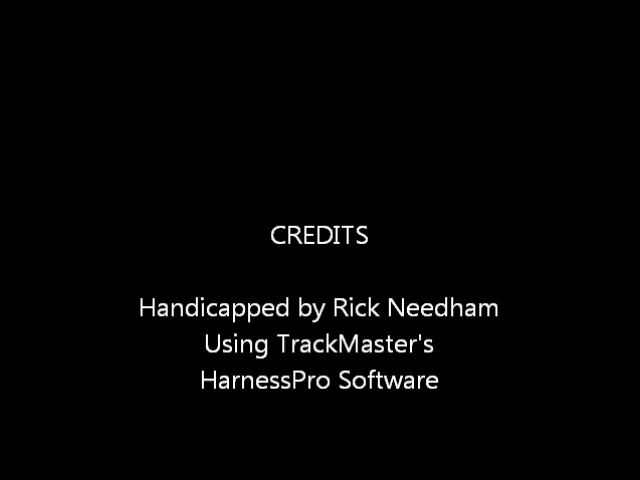 CREDITS
Handicapped by Rick Needham
Using TrackMaster's
HarnessPro Software